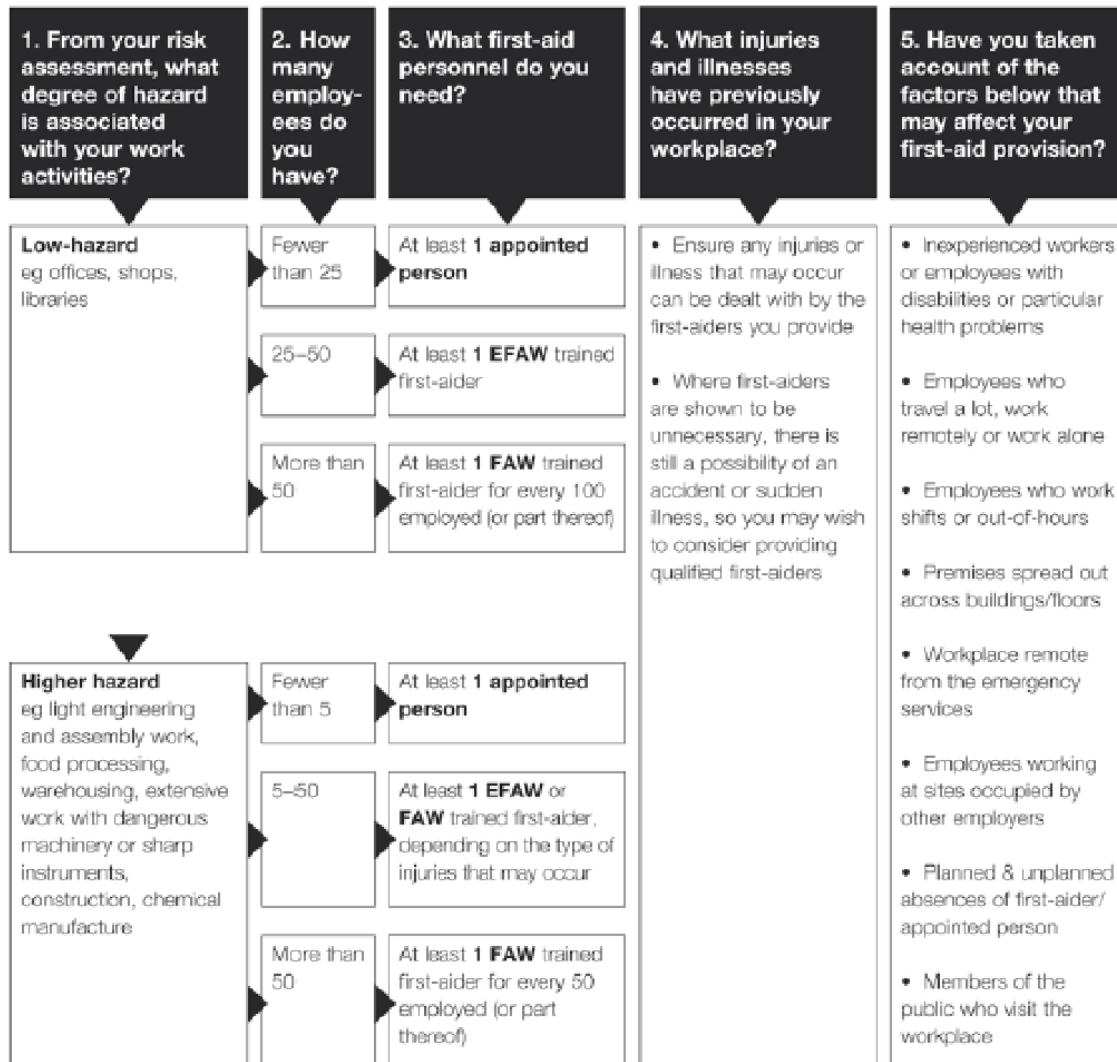 1. From your risk
assessment, what
degree of hazard
is associated
with your work
activities?
2. How
many
employ-
ees do
you
have?
3. What first-aid
personnel do you
need?
4. What injuries
and illnesses
have previously
occurred in your
workplace?
5. Have you taken
account of the
factors below that
may affect your
first-aid provision?
Low-hazard
eg offices, shops,
libraries
Fewer
than 25
At least 1 appointed
person
25–50
At least 1 EFAW trained
first-aider
More than
50
At least 1 FAW trained
first-aider for every 100
employed (or part thereof)
Higher hazard
eg light engineering
and assembly work,
food processing,
warehousing, extensive
work with dangerous
machinery or sharp
instruments,
construction, chemical
manufacture
Fewer
than 5
At least 1 appointed
person
5–50
At least 1 EFAW or
FAW trained first-aider,
depending on the type of
injuries that may occur
More than
50
At least 1 FAW trained
first-aider for every 50
employed (or part
thereof)
• Ensure any injuries or
illness that may occur
can be dealt with by the
first-aiders you provide
• Where first-aiders
are shown to be
unnecessary, there is
still a possibility of an
accident or sudden
illness, so you may wish
to consider providing
qualified first-aiders
• Inexperienced workers
or employees with
disabilities or particular
health problems
• Employees who
travel a lot, work
remotely or work alone
• Employees who work
shifts or out-of-hours
• Premises spread out
across buildings/floors
• Workplace remote
from the emergency
services
• Employees working
at sites occupied by
other employers
• Planned & unplanned
absences of first-aider/
appointed person
• Members of the
public who visit the
workplace